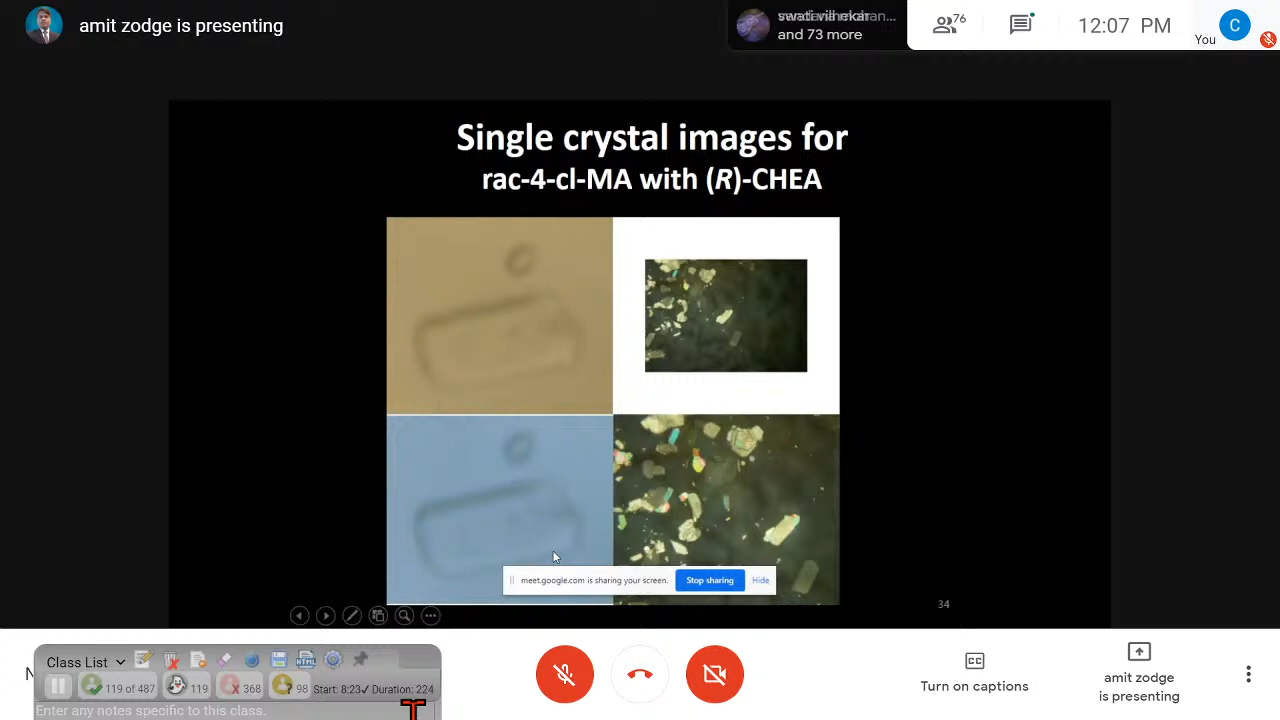 amit zodge is presenting
and 73 more
76
12:07 PM
You
C
Single crystal images for
rac-4-cl-MA with (R)-CHEA
meet.google.com is sharing your screen.
Stop sharing
Hide
34
Class List
HTML
119 of 487
119
368
98
Start: 8:23✓ Duration: 224
Enter any notes specific to this class.
Turn on captions
amit zodge
is presenting